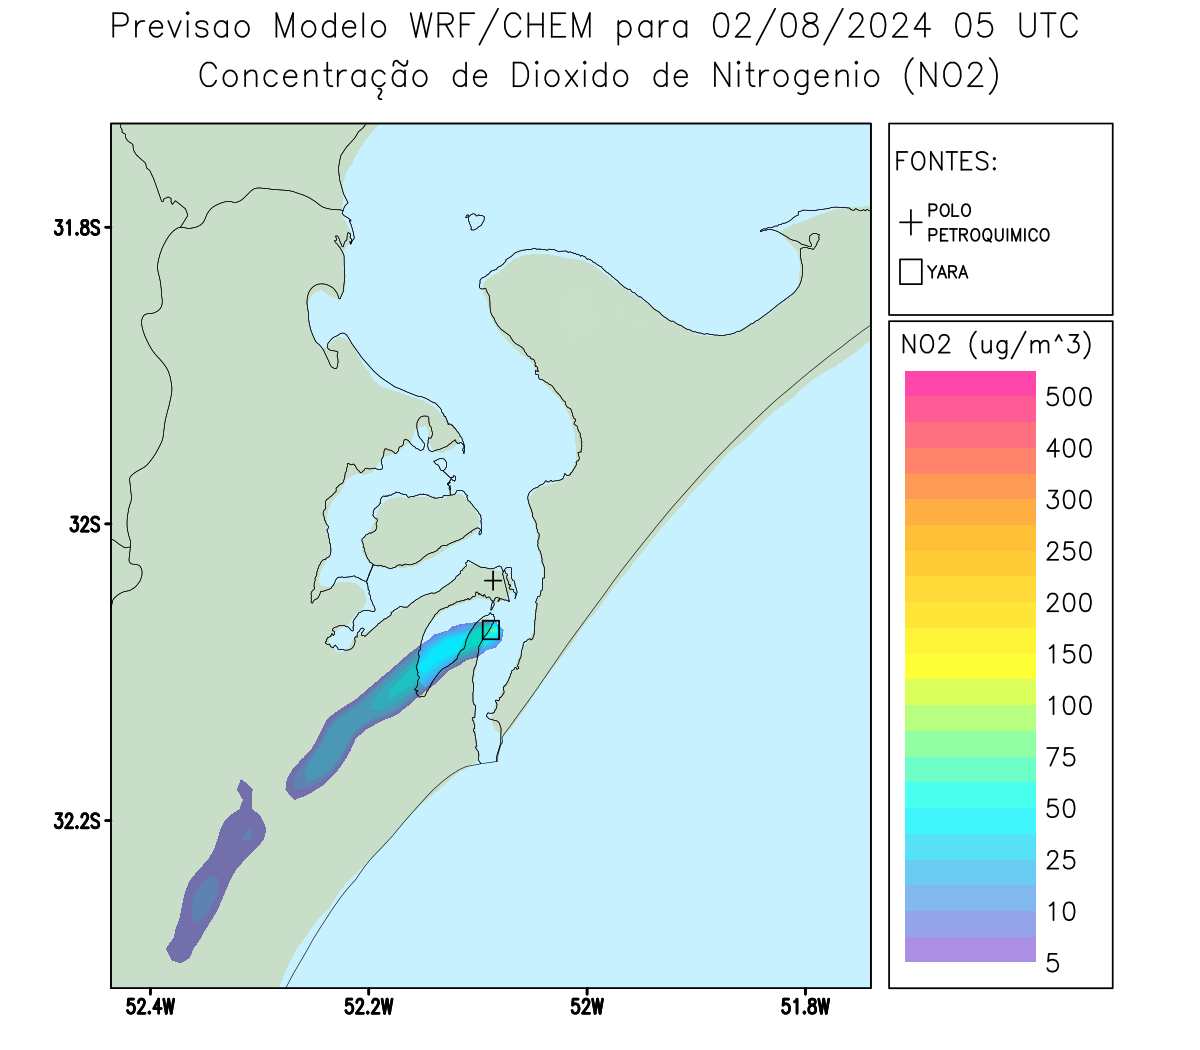 Previsao Modelo WRF/CHEM para 02/08/2024 05 UTC
Concentração de Dioxido de Nitrogenio (NO2)
FONTES:
POLO
PETROQUIMICO
YARA
NO2 (ug/m^3)
500
400
300
250
200
150
100
75
50
25
10
5
31.8S
32S
32.2S
52.4W
52.2W
52W
51.8W